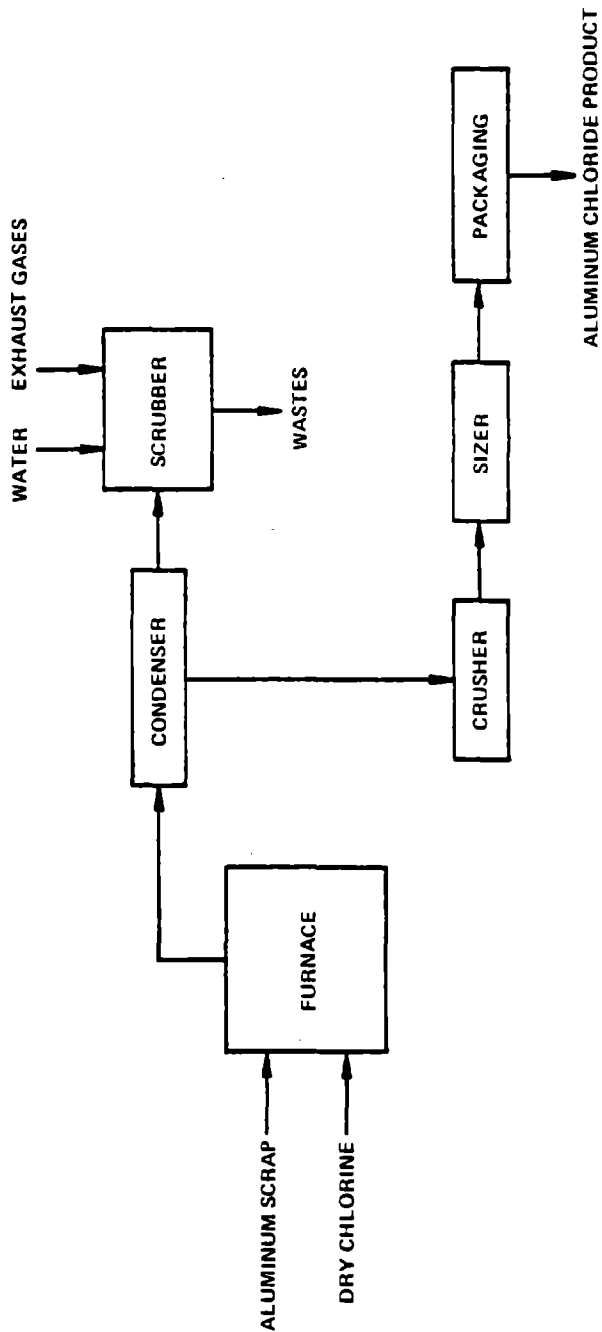 ALUMINUM SCRAP
DRY CHLORINE
FURNACE
CONDENSER
WATER
EXHAUST GASES
SCRUBBER
WASTES
CRUSHER
SIZER
PACKAGING
ALUMINUM CHLORIDE PRODUCT